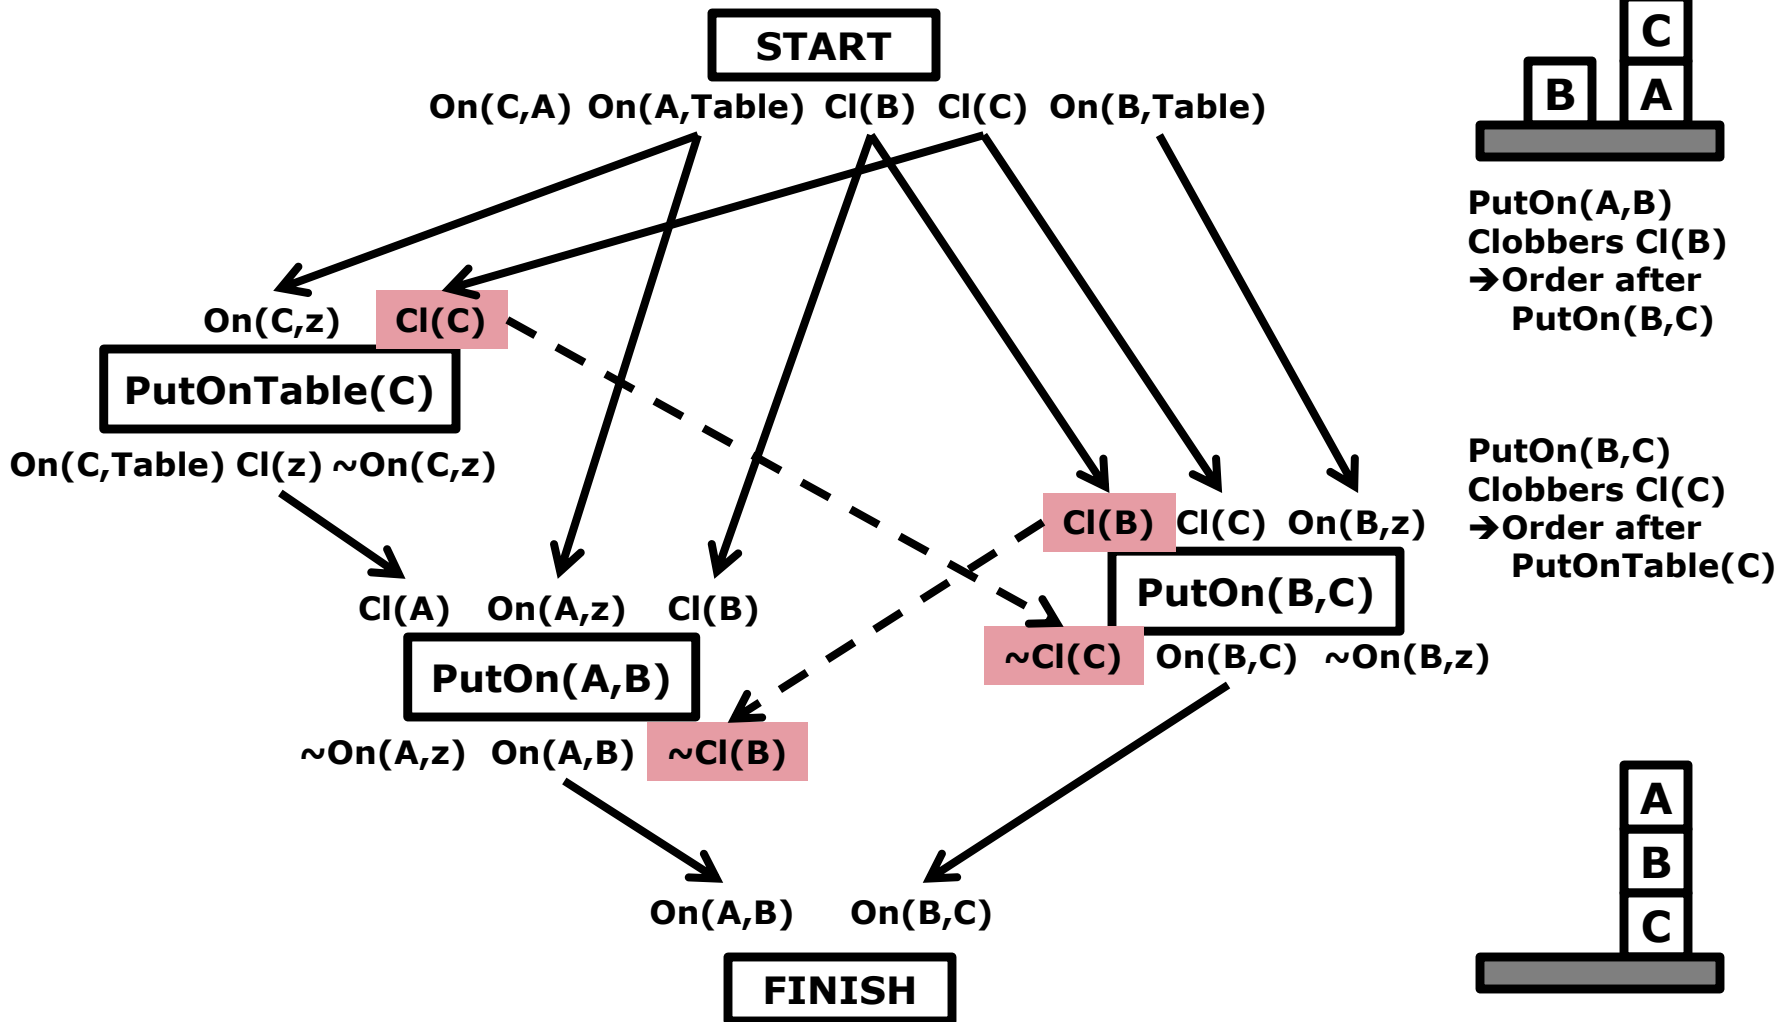 START
On(C,A) On(A,Table) Cl(B) Cl(C) On(B,Table)
C
B A
PutOn(A,B)
Clobbers Cl(B)
➔Order after
PutOn(B,C)
On(C,z) Cl(C)
PutOnTable(C)
On(C,Table) Cl(z) ~On(C,z)
PutOn(B,C)
Clobbers Cl(C)
➔Order after
PutOnTable(C)
Cl(B) Cl(C) On(B,z)
PutOn(B,C)
~Cl(C) On(B,C) ~On(B,z)
Cl(A) On(A,z) Cl(B)
PutOn(A,B)
~On(A,z) On(A,B) ~Cl(B)
On(A,B) On(B,C)
FINISH
A
B
C